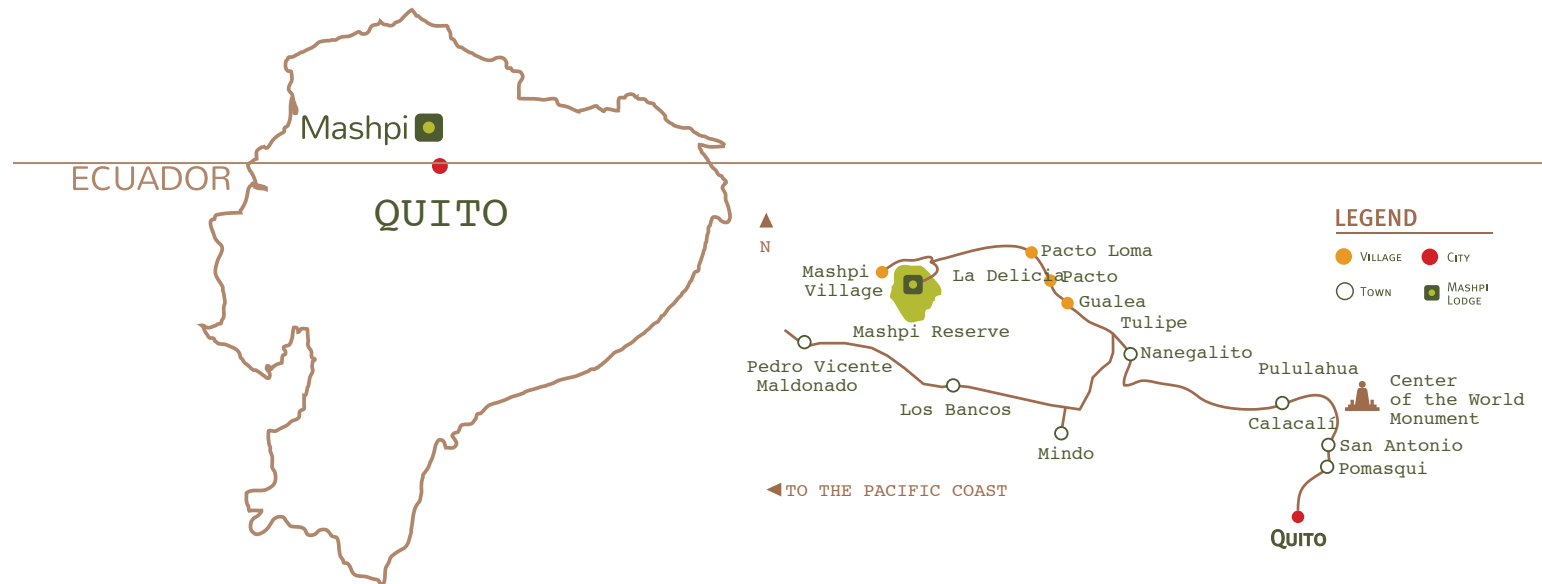 Mashpi
ECUADOR
QUITO
N
LEGEND
VILLAGE
CITY
TOWN
MASHPI
LODGE
Pacto Loma
Mashpi
Village
La Delicia
Pacto
Gualea
Mashpi Reserve
Tulipe
Nanegalito
Pedro Vicente
Maldonado
Los Bancos
Pululahua
Center
of the World
Monument
Calacalí
Mindo
San Antonio
Pomasqui
TO THE PACIFIC COAST
QUITO